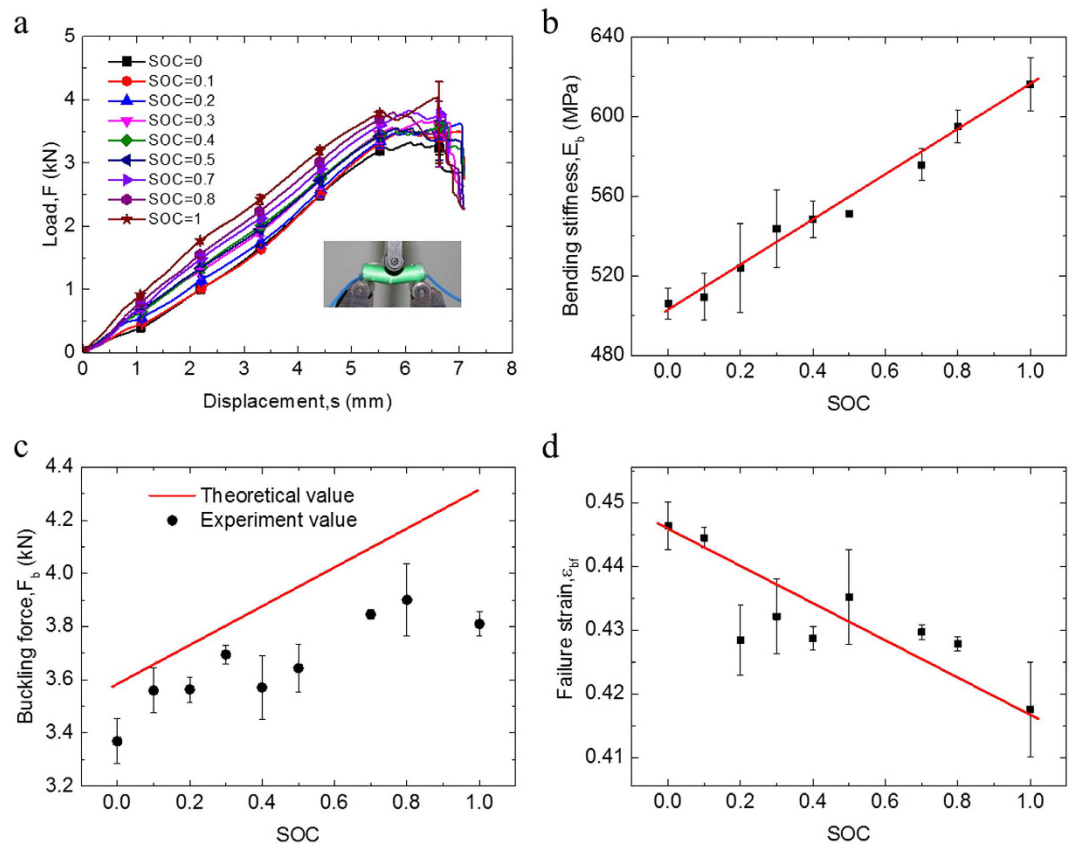 a
5
4
3
2
1
0
0 1 2 3 4 5 6 7 8
Load,F (kN)
Displacement,s (mm)
SOC=0
SOC=0.1
SOC=0.2
SOC=0.3
SOC=0.4
SOC=0.5
SOC=0.7
SOC=0.8
SOC=1
b
640
600
560
520
480
0.0 0.2 0.4 0.6 0.8 1.0
Bending stiffness,E_b (MPa)
SOC
c
4.4
4.2
4.0
3.8
3.6
3.4
3.2
0.0 0.2 0.4 0.6 0.8 1.0
Buckling force,F_b (kN)
SOC
Theoretical value
Experiment value
d
0.45
0.44
0.43
0.42
0.41
0.0 0.2 0.4 0.6 0.8 1.0
Failure strain,ε_bf
SOC